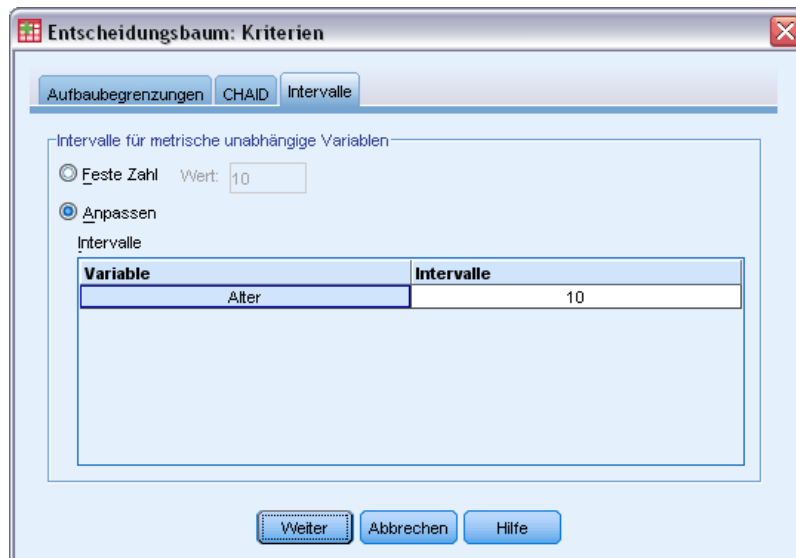 Entscheidungsbaum: Kriterien
Aufbaubegrenzungen CHAID Intervalle
Intervalle für metrische unabhängige Variablen
Feste Zahl Wert: 10
Anpassen
Intervalle
Variable Intervalle
Alter 10
Weiter Abbrechen Hilfe